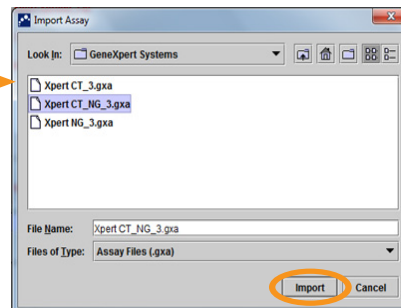 Import Assay
Look In: GeneXpert Systems
Xpert CT_3.gxa
Xpert CT_NG_3.gxa
Xpert NG_3.gxa
File Name: Xpert CT_NG_3.gxa
Files of Type: Assay Files (.gxa)
Import Cancel